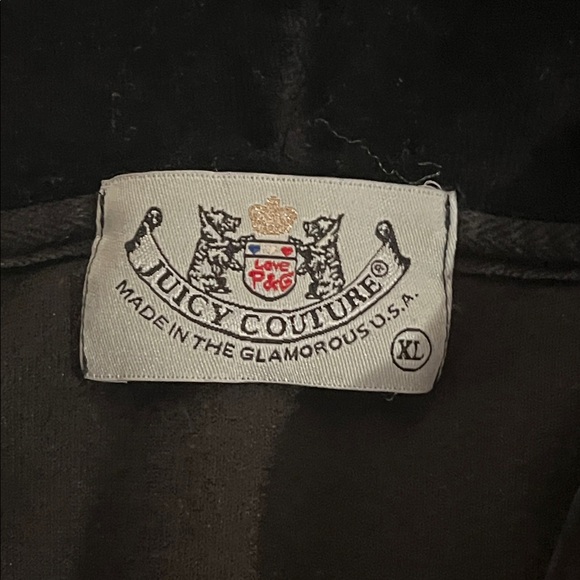 LOVE
P&G
JUICY COUTURE®
MADE IN THE GLAMOROUS U.S.A.
XL